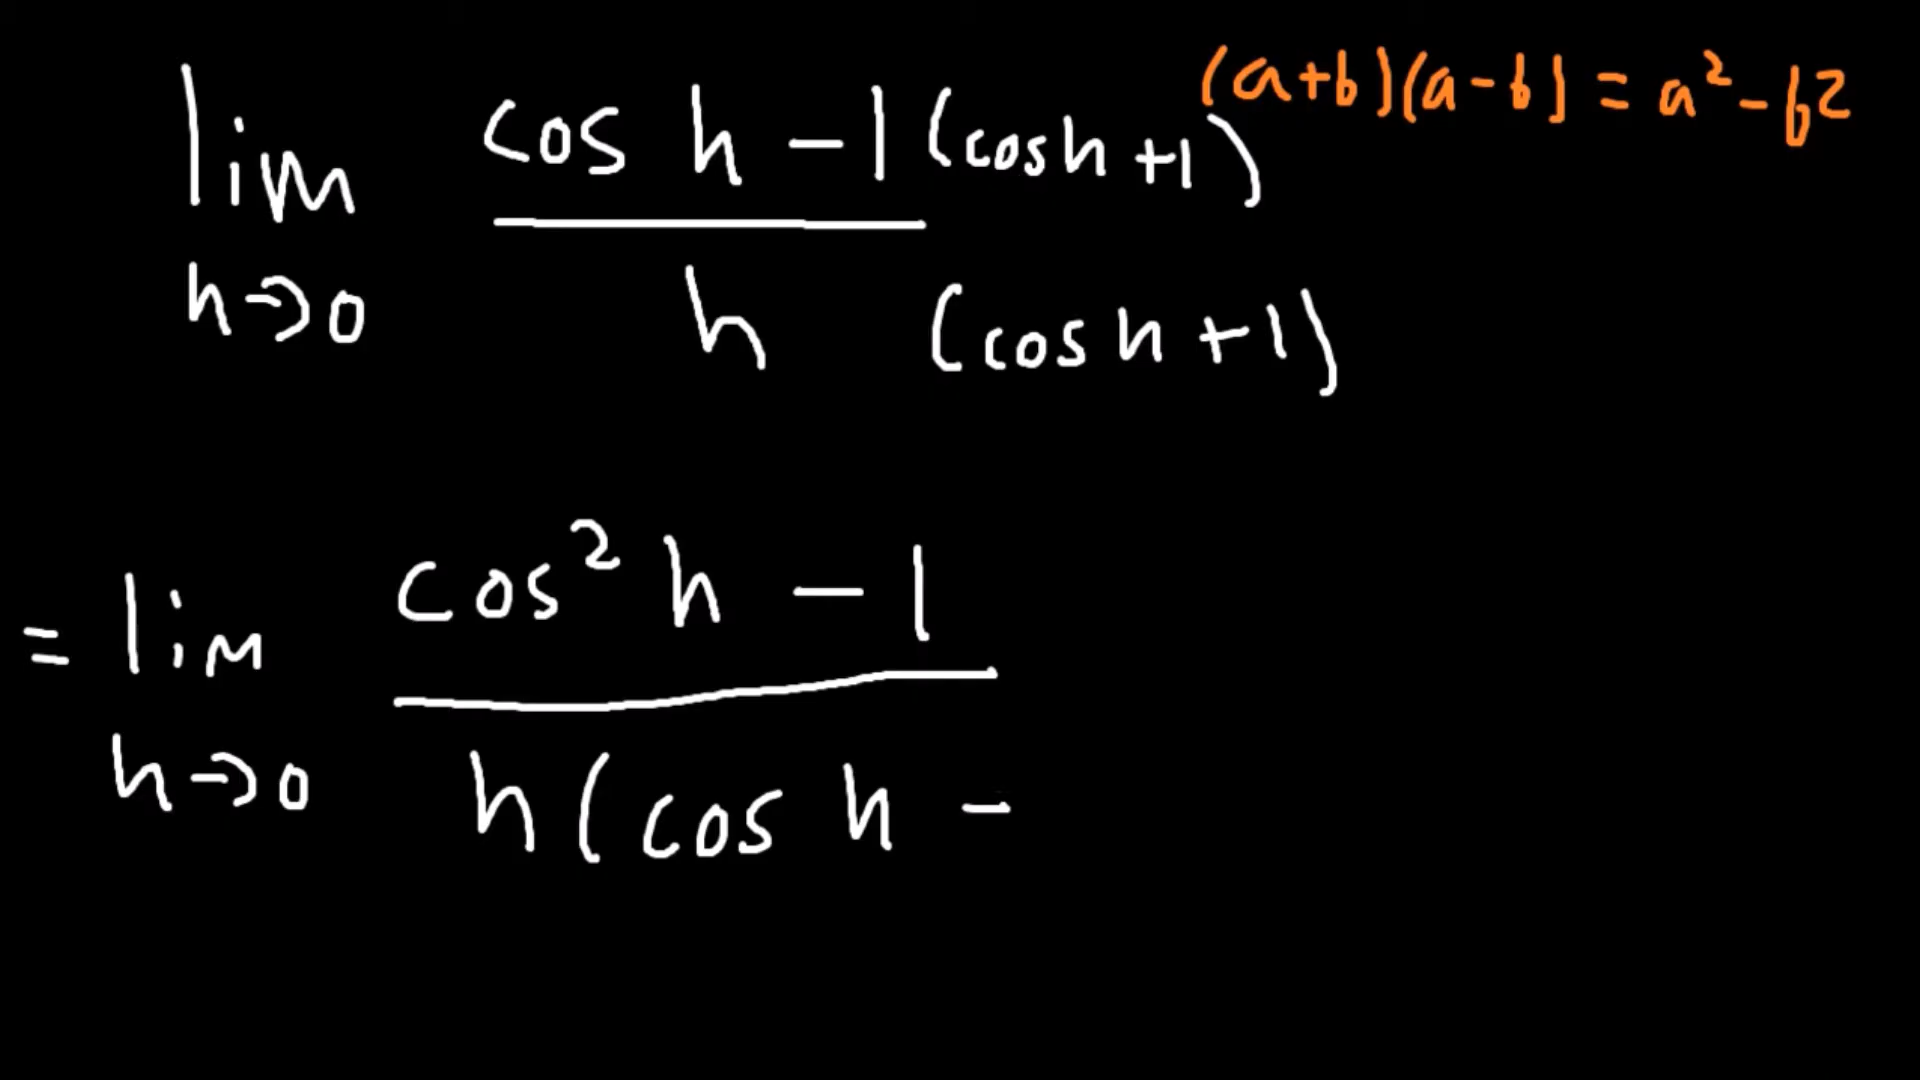 lim cos h − 1 (cosh +1) (a+b)(a-b) = a² - b2
h→0 h (cos h + 1)
= lim cos² h − 1
h→0 h ( cos h −